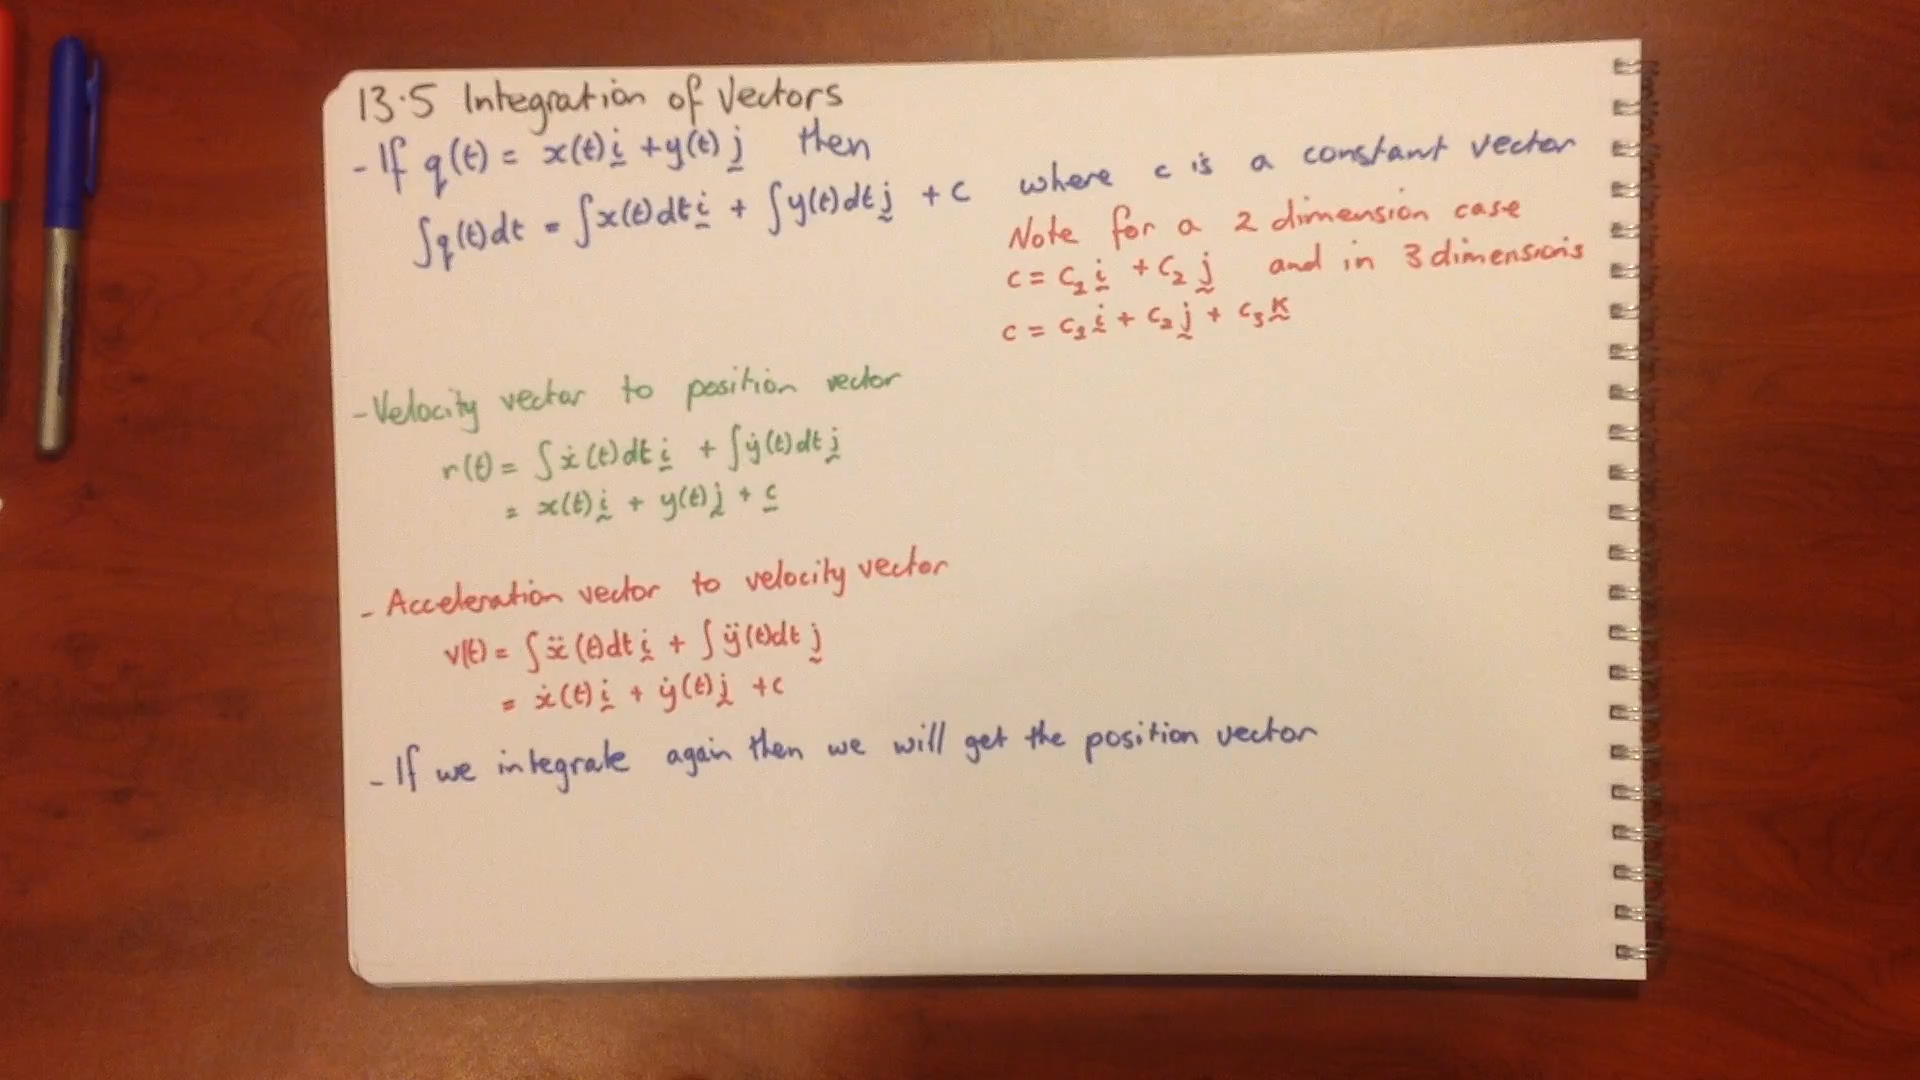 13.5 Integration of Vectors
- If q(t) = x(t)i + y(t)j then
∫q(t)dt = ∫x(t)dt i + ∫y(t)dt j + c where c is a constant vector
Note for a 2 dimension case
c = c₁i + c₂j and in 3 dimensions
c = c₁i + c₂j + c₃k
- Velocity vector to position vector
r(t) = ∫ẋ(t)dt i + ∫ẏ(t)dt j
= x(t)i + y(t)j + c
- Acceleration vector to velocity vector
v(t) = ∫ẍ(t)dt i + ∫ÿ(t)dt j
= ẋ(t)i + ẏ(t)j + c
- If we integrate again then we will get the position vector